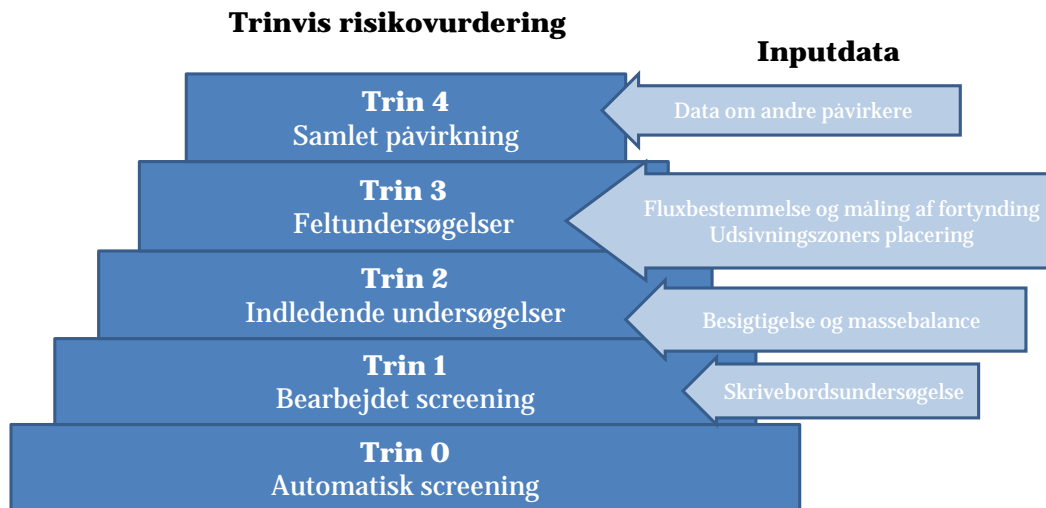 Trinvis risikovurdering
Inputdata
Trin 4
Samlet påvirkning
Data om andre påvirkere
Trin 3
Feltundersøgelser
Fluxbestemmelse og måling af fortynding
Udsivningszoners placering
Trin 2
Indledende undersøgelser
Besigtigelse og massebalance
Trin 1
Bearbejdet screening
Skrivebordsundersøgelse
Trin 0
Automatisk screening